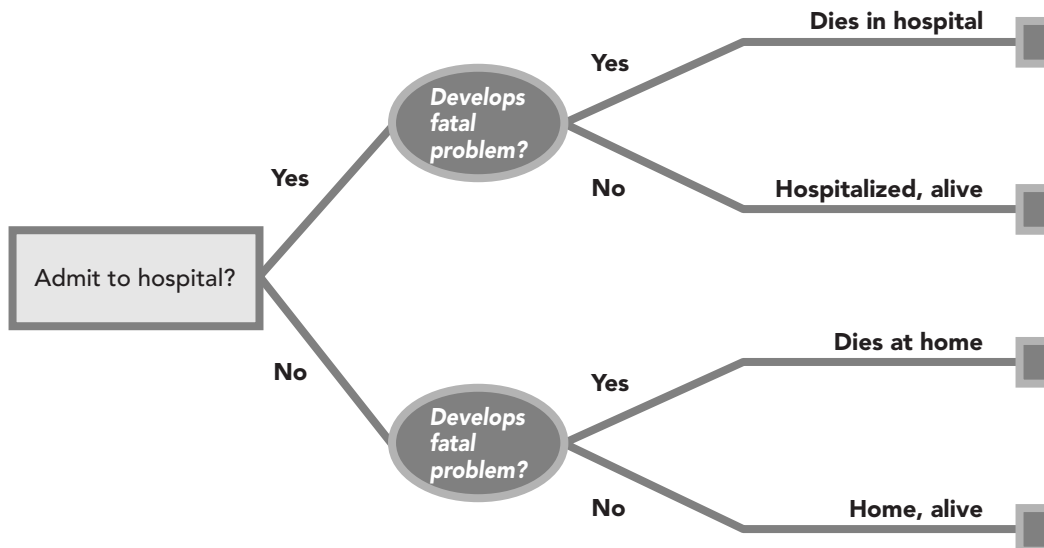 Dies in hospital
Yes
Develops
fatal
problem?
Yes
No
Hospitalized, alive
Admit to hospital?
Dies at home
No
Yes
Develops
fatal
problem?
No
Home, alive